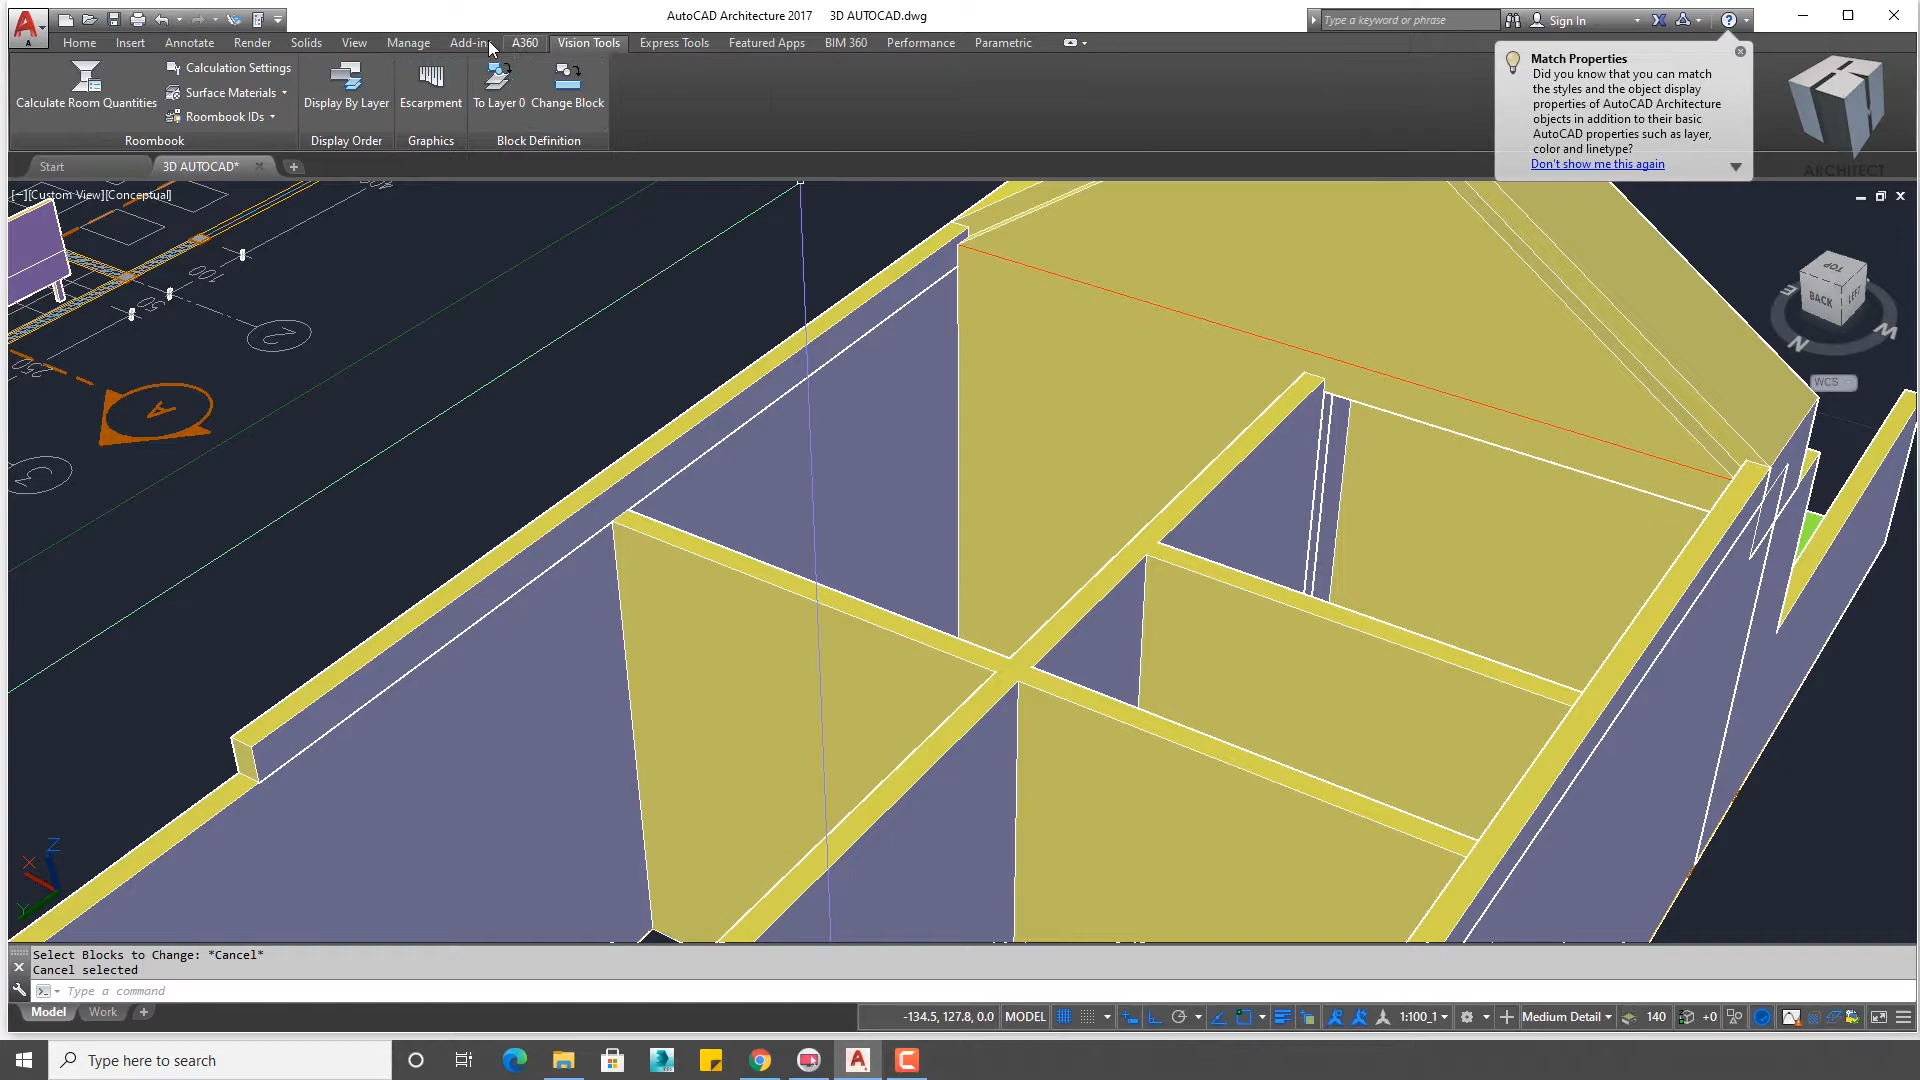 AutoCAD Architecture 2017 3D AUTOCAD.dwg
Type a keyword or phrase
Sign In
Home Insert Annotate Render Solids View Manage Add-ins A360 Vision Tools Express Tools Featured Apps BIM 360 Performance Parametric
Calculate Room Quantities
Calculation Settings
Surface Materials
Roombook IDs
Display By Layer
Escarpment
To Layer 0
Change Block
Roombook
Display Order
Graphics
Block Definition
Match Properties
Did you know that you can match
the styles and the object display
properties of AutoCAD Architecture
objects in addition to their basic
AutoCAD properties such as layer,
color and linetype?
Don't show me this again
ARCHITECT
Start
3D AUTOCAD*
[−][Custom View][Conceptual]
TOP
BACK
LEFT
E
W
N
WCS
100
50
350
2
A
3
Z
X
Y
Select Blocks to Change: *Cancel*
Cancel selected
Type a command
Model
Work
-134.5, 127.8, 0.0
MODEL
1:100_1
Medium Detail
140
+0
Type here to search